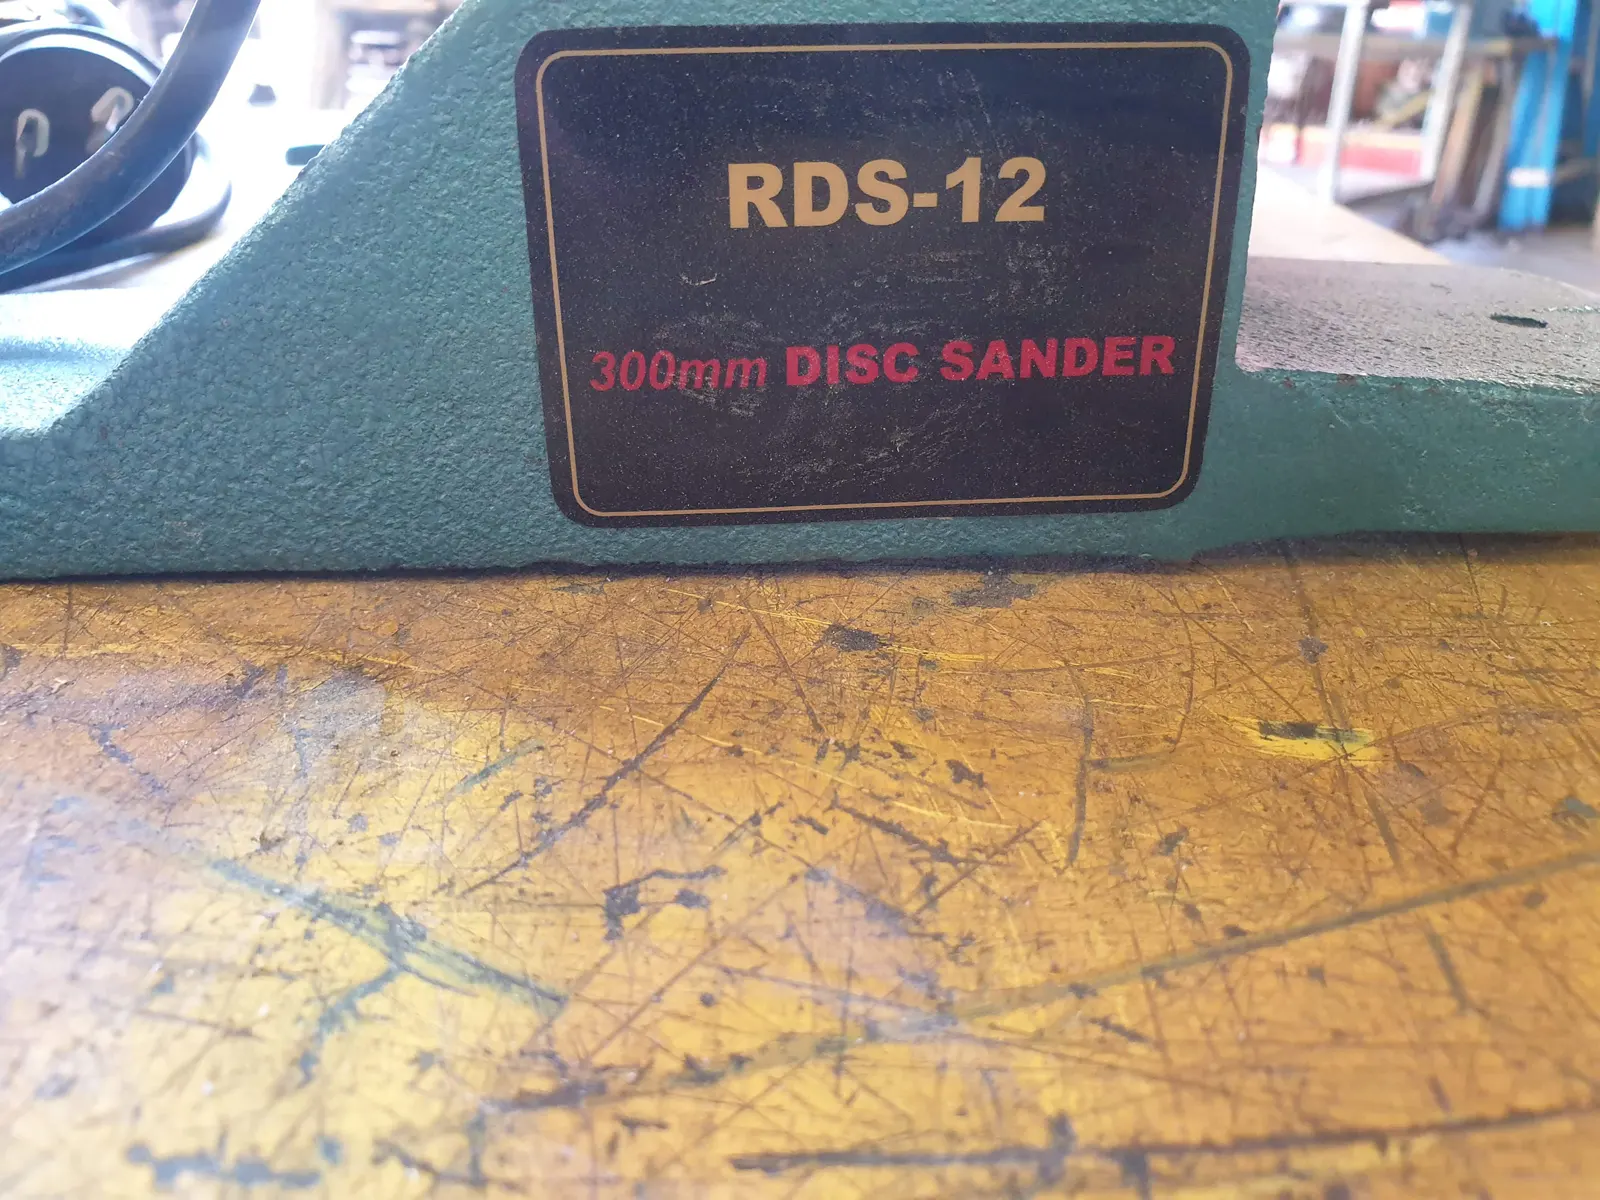 RDS-12
300mm DISC SANDER